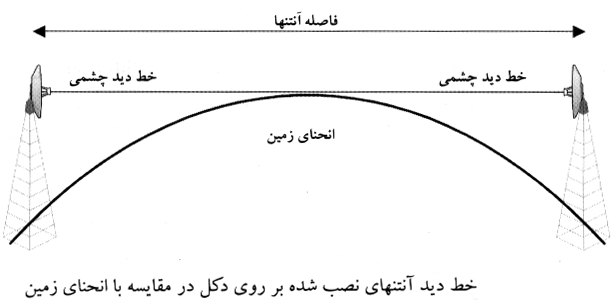 فاصله آنتنها
خط دید چشمی
خط دید چشمی
انحنای زمین
خط دید آنتنهای نصب شده بر روی دکل در مقایسه با انحنای زمین